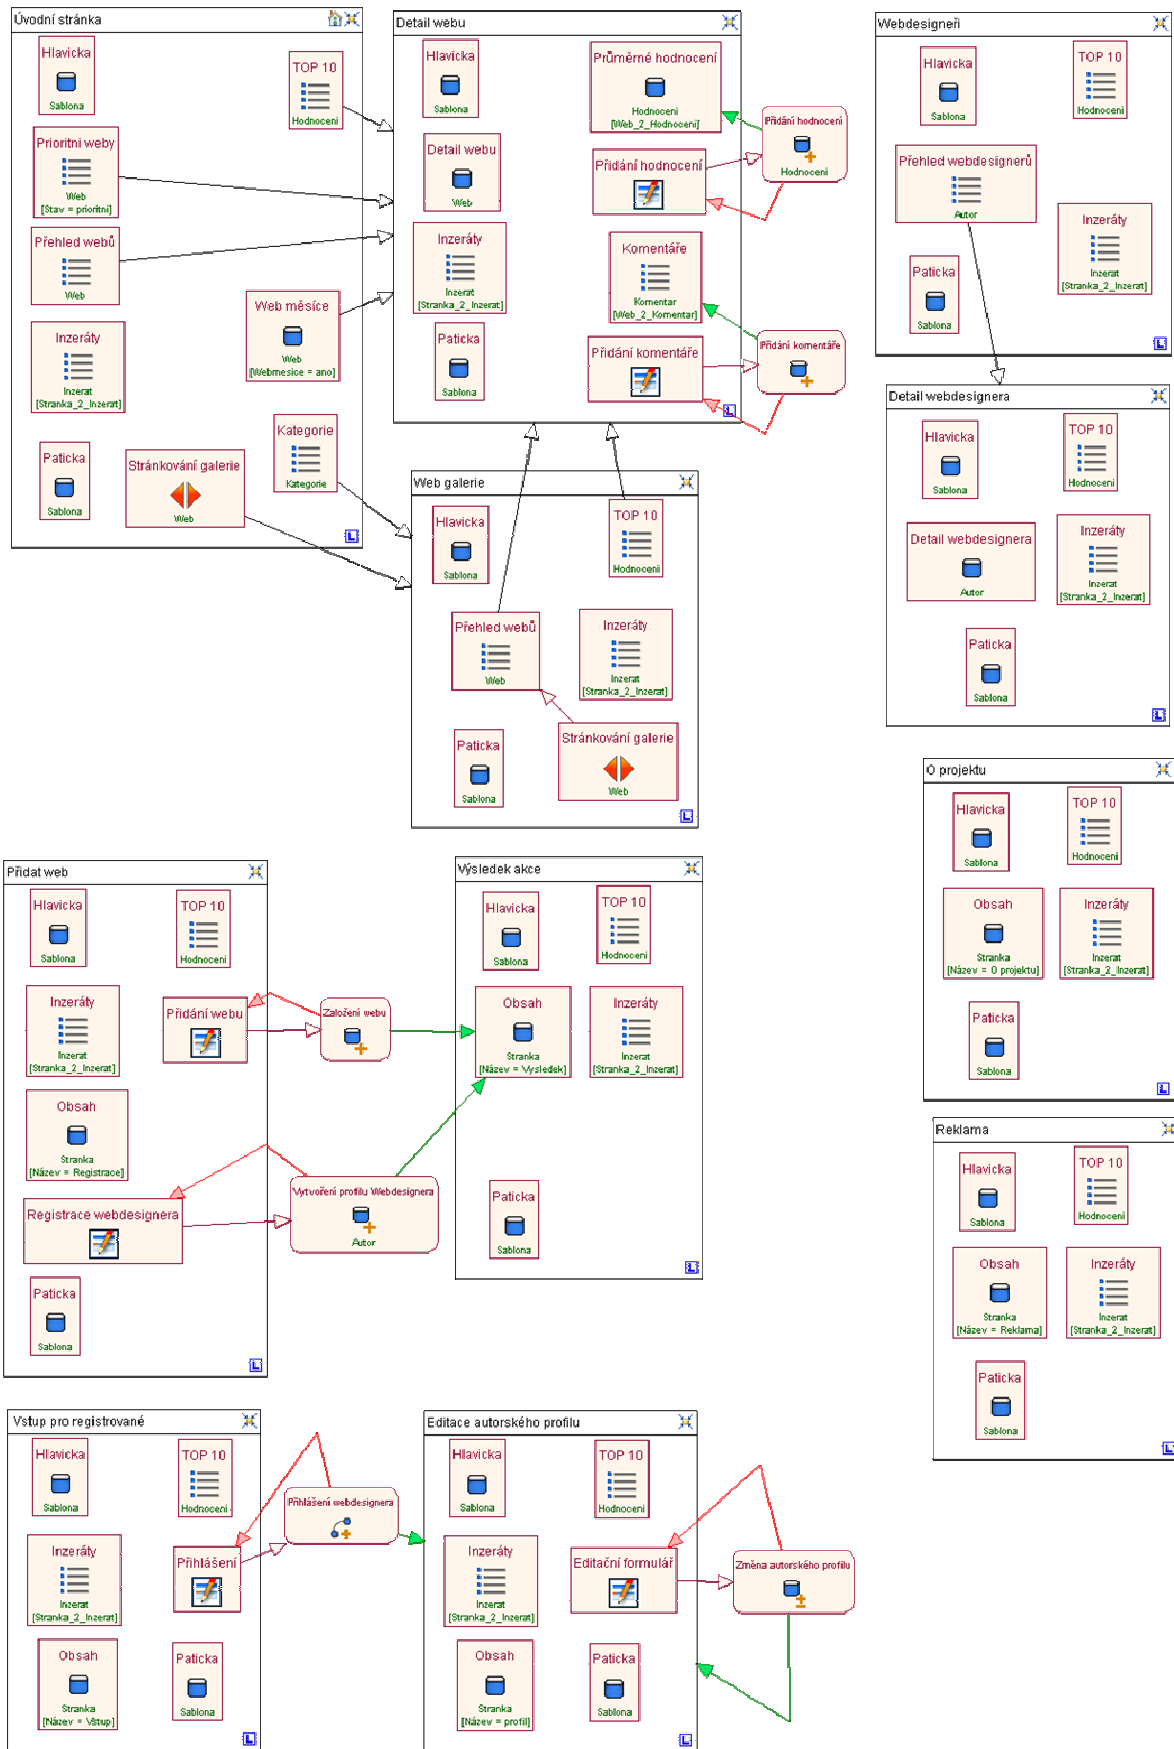 Úvodní stránka
Hlavicka
Sablona
TOP 10
Hodnoceni
Prioritni weby
Web
[Stav = prioritni]
Přehled webů
Web
Web měsíce
Web
[Webmesice = ano]
Inzeráty
Inzerat
[Stranka_2_Inzerat]
Kategorie
Kategorie
Paticka
Sablona
Stránkování galerie
Web
L
Detail webu
Hlavicka
Sablona
Průměrné hodnocení
Hodnoceni
[Web_2_Hodnoceni]
Přidání hodnocení
Hodnoceni
Detail webu
Web
Přidání hodnocení
Inzeráty
Inzerat
[Stranka_2_Inzerat]
Komentáře
Komentar
[Web_2_Komentar]
Paticka
Sablona
Přidání komentáře
Přidání komentáře
L
Webdesigneři
Hlavicka
Sablona
TOP 10
Hodnoceni
Přehled webdesignerů
Autor
Inzeráty
Inzerat
[Stranka_2_Inzerat]
Paticka
Sablona
L
Detail webdesignera
Hlavicka
Sablona
TOP 10
Hodnoceni
Detail webdesignera
Autor
Inzeráty
Inzerat
[Stranka_2_Inzerat]
Paticka
Sablona
L
Web galerie
Hlavicka
Sablona
TOP 10
Hodnoceni
Přehled webů
Web
Inzeráty
Inzerat
[Stranka_2_Inzerat]
Paticka
Sablona
Stránkování galerie
Web
L
O projektu
Hlavicka
Sablona
TOP 10
Hodnoceni
Obsah
Stranka
[Název = O projektu]
Inzeráty
Inzerat
[Stranka_2_Inzerat]
Paticka
Sablona
L
Přidat web
Hlavicka
Sablona
TOP 10
Hodnoceni
Inzeráty
Inzerat
[Stranka_2_Inzerat]
Přidání webu
Založení webu
Obsah
Stranka
[Název = Registrace]
Registrace webdesignera
Vytvoření profilu Webdesignera
Autor
Paticka
Sablona
L
Výsledek akce
Hlavicka
Sablona
TOP 10
Hodnoceni
Obsah
Stranka
[Název = Vysledek]
Inzeráty
Inzerat
[Stranka_2_Inzerat]
Paticka
Sablona
L
Reklama
Hlavicka
Sablona
TOP 10
Hodnoceni
Obsah
Stranka
[Název = Reklama]
Inzeráty
Inzerat
[Stranka_2_Inzerat]
Paticka
Sablona
L
Vstup pro registrované
Hlavicka
Sablona
TOP 10
Hodnoceni
Přihlášení webdesignera
Inzeráty
Inzerat
[Stranka_2_Inzerat]
Přihlášení
Obsah
Stranka
[Název = Vstup]
Paticka
Sablona
L
Editace autorského profilu
Hlavicka
Sablona
TOP 10
Hodnoceni
Inzeráty
Inzerat
[Stranka_2_Inzerat]
Editační formulář
Změna autorského profilu
Obsah
Stranka
[Název = profil]
Paticka
Sablona
L